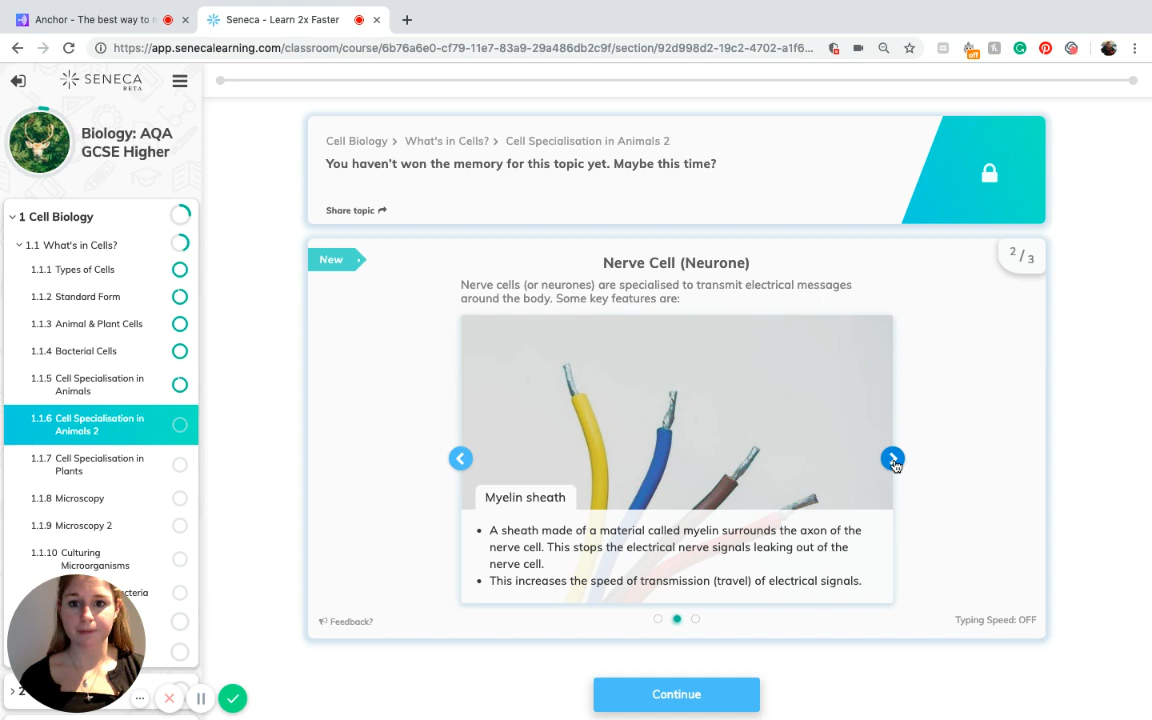 Anchor - The best way to
Seneca - Learn 2x Faster
https://app.senecalearning.com/classroom/course/6b76a6e0-cf79-11e7-83a9-29a486db2c9f/section/92d998d2-19c2-4702-a1f6...
off
SENECA
BETA
Biology: AQA
GCSE Higher
1 Cell Biology
1.1 What's in Cells?
1.1.1 Types of Cells
1.1.2 Standard Form
1.1.3 Animal & Plant Cells
1.1.4 Bacterial Cells
1.1.5 Cell Specialisation in
Animals
1.1.6 Cell Specialisation in
Animals 2
1.1.7 Cell Specialisation in
Plants
1.1.8 Microscopy
1.1.9 Microscopy 2
1.1.10 Culturing
Microorganisms
2
Cell Biology > What's in Cells? > Cell Specialisation in Animals 2
You haven't won the memory for this topic yet. Maybe this time?
Share topic
New
2/3
Nerve Cell (Neurone)
Nerve cells (or neurones) are specialised to transmit electrical messages
around the body. Some key features are:
Myelin sheath
• A sheath made of a material called myelin surrounds the axon of the
nerve cell. This stops the electrical nerve signals leaking out of the
nerve cell.
• This increases the speed of transmission (travel) of electrical signals.
Feedback?
Typing Speed: OFF
Continue